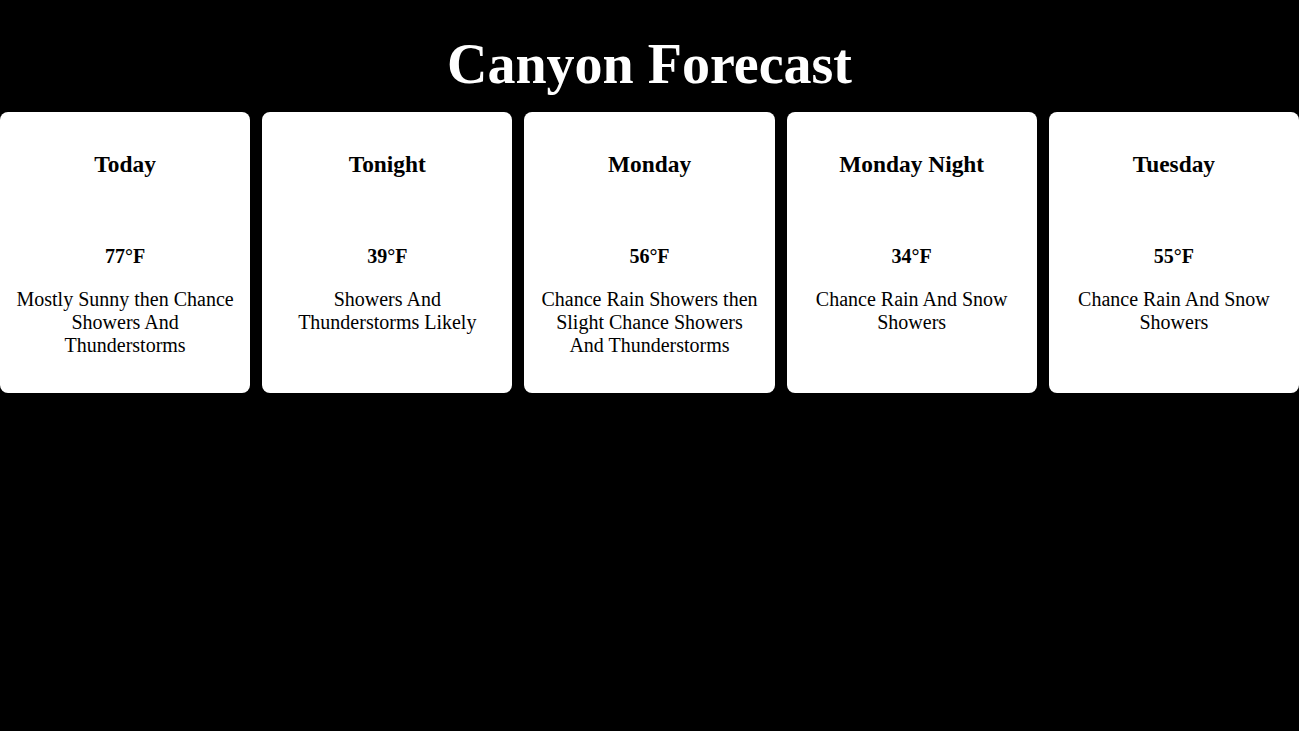 Canyon Forecast
Today
77°F
Mostly Sunny then Chance
Showers And
Thunderstorms
Tonight
39°F
Showers And
Thunderstorms Likely
Monday
56°F
Chance Rain Showers then
Slight Chance Showers
And Thunderstorms
Monday Night
34°F
Chance Rain And Snow
Showers
Tuesday
55°F
Chance Rain And Snow
Showers